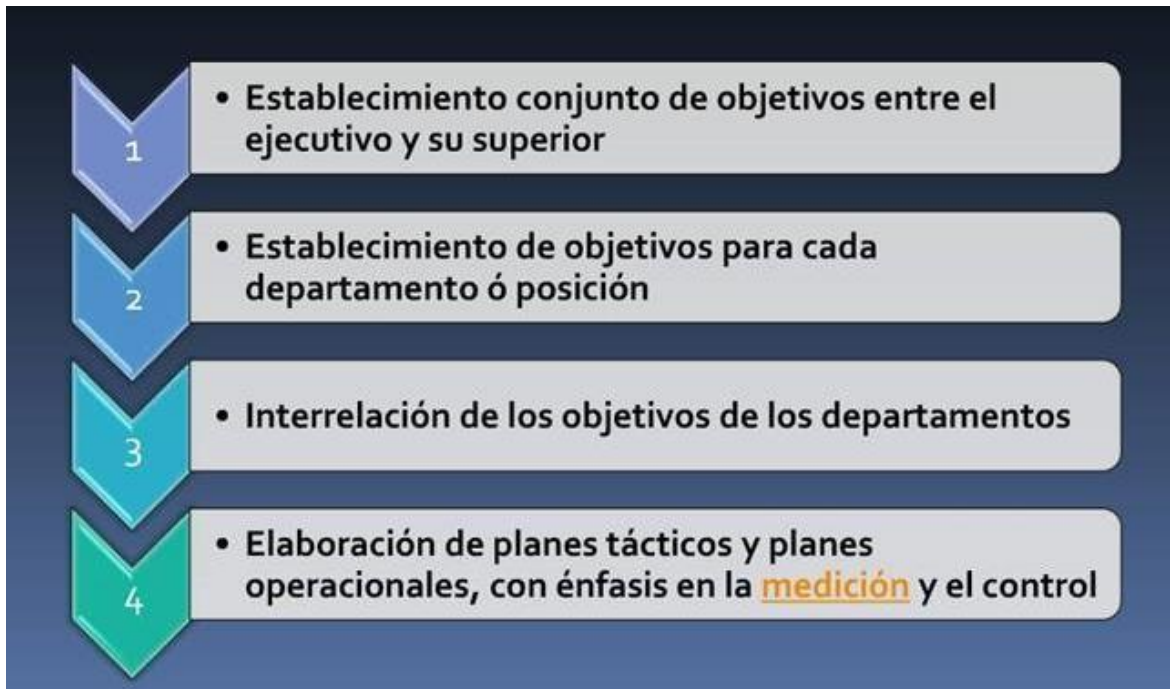 1
• Establecimiento conjunto de objetivos entre el
ejecutivo y su superior
2
• Establecimiento de objetivos para cada
departamento ó posición
3
• Interrelación de los objetivos de los departamentos
4
• Elaboración de planes tácticos y planes
operacionales, con énfasis en la medición y el control